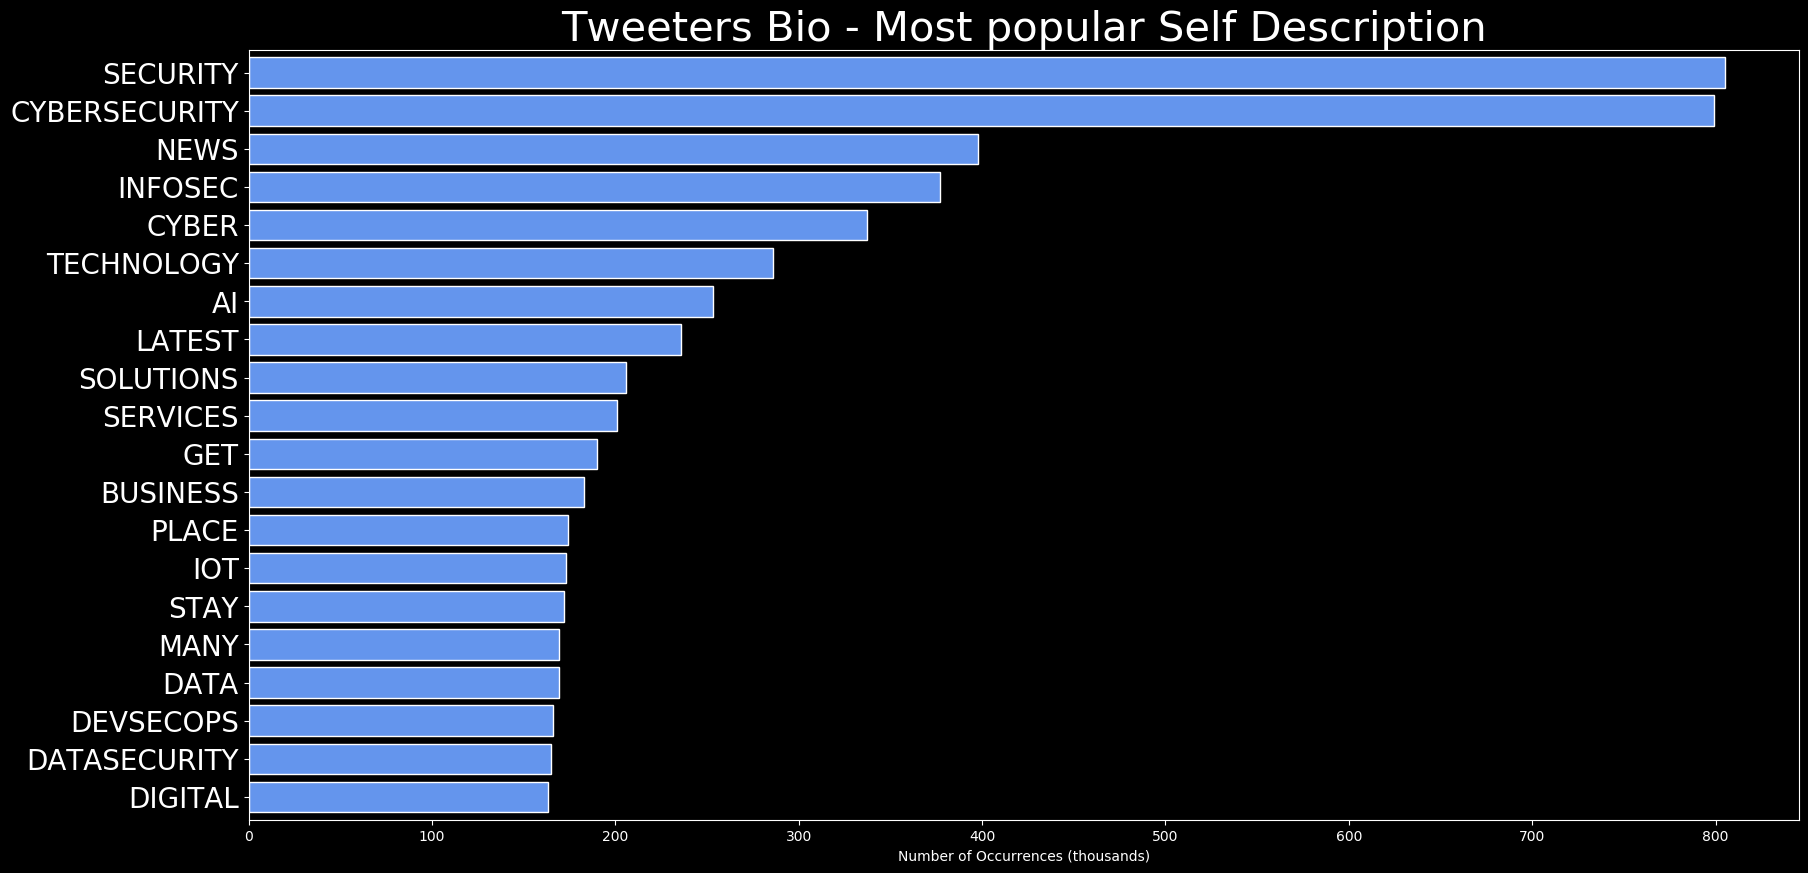 Tweeters Bio - Most popular Self Description
SECURITY
CYBERSECURITY
NEWS
INFOSEC
CYBER
TECHNOLOGY
AI
LATEST
SOLUTIONS
SERVICES
GET
BUSINESS
PLACE
IOT
STAY
MANY
DATA
DEVSECOPS
DATASECURITY
DIGITAL
0 100 200 300 400 500 600 700 800
Number of Occurrences (thousands)